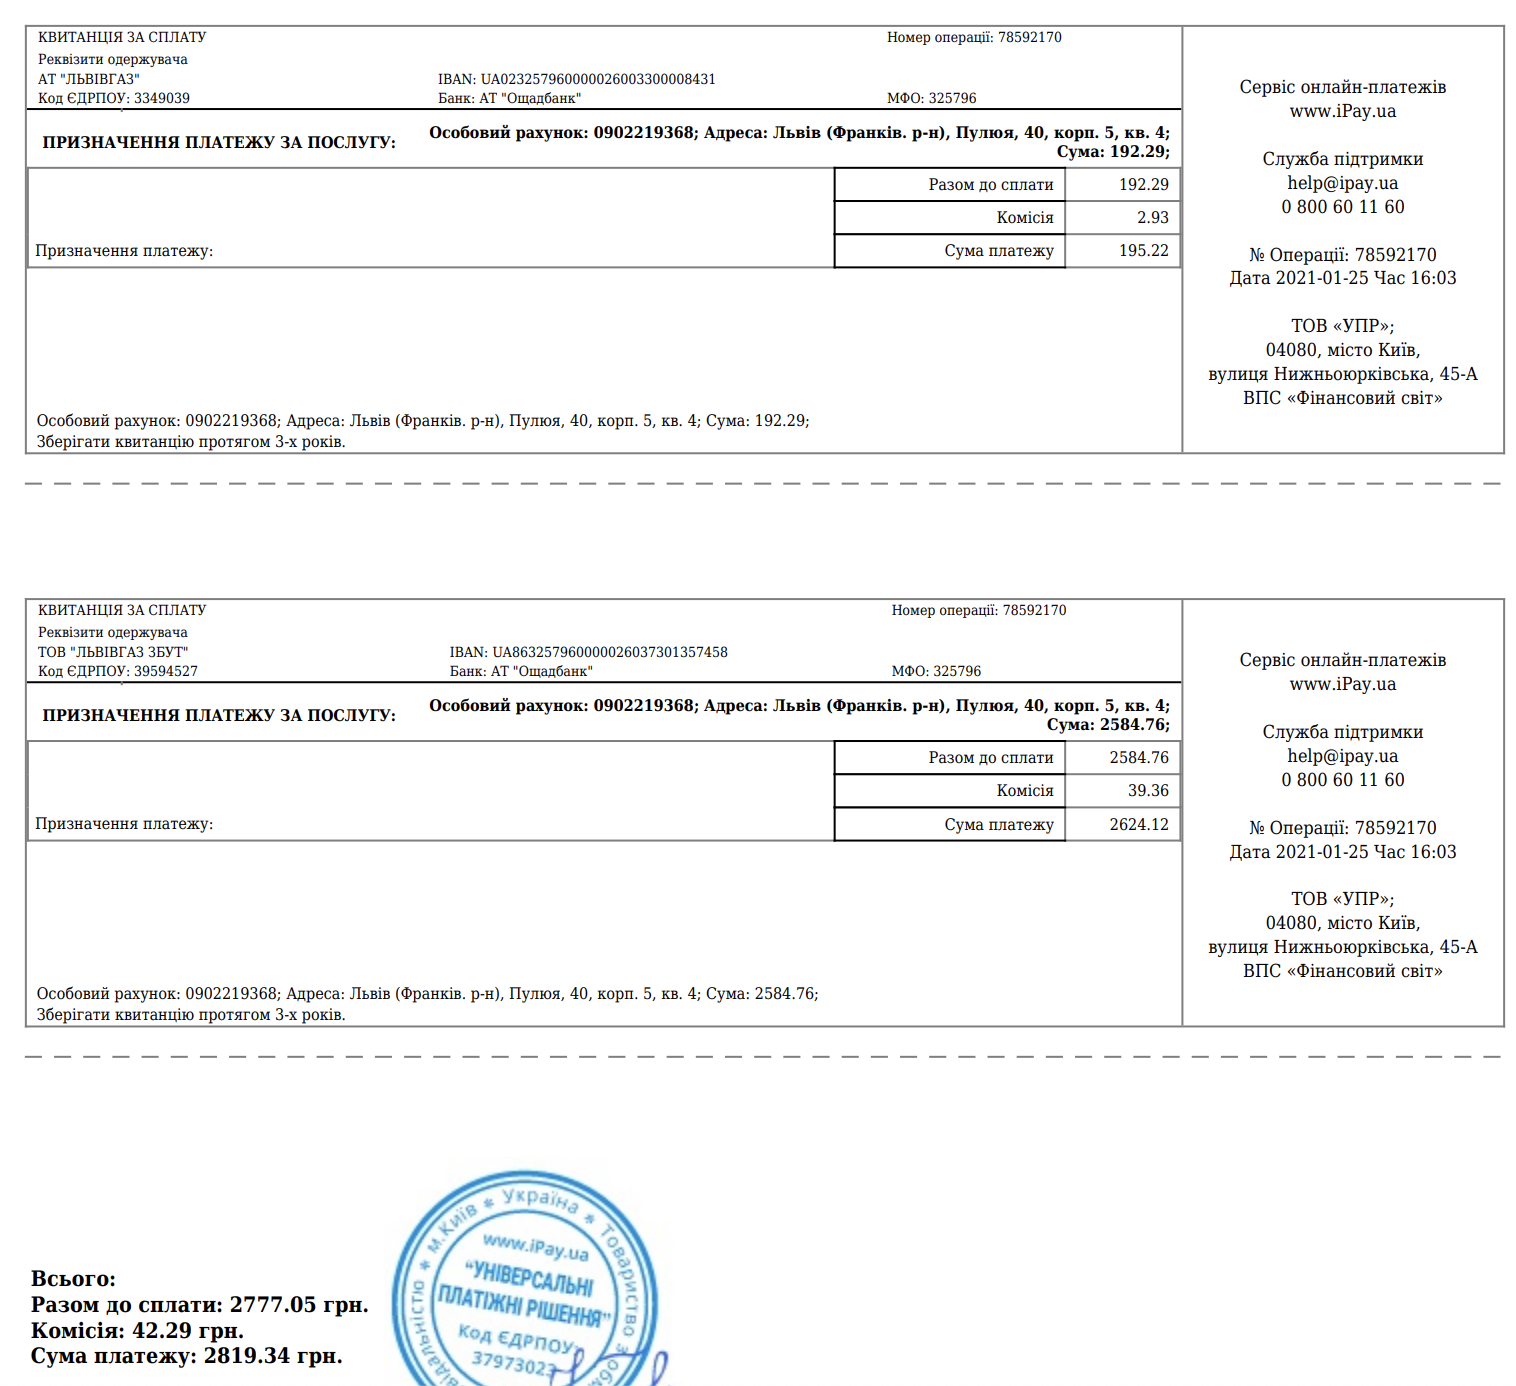 КВИТАНЦІЯ ЗА СПЛАТУ Номер операції: 78592170
Реквізити одержувача
АТ "ЛЬВІВГАЗ" IBAN: UA023257960000026003300008431
Код ЄДРПОУ: 3349039 Банк: АТ "Ощадбанк" МФО: 325796
ПРИЗНАЧЕННЯ ПЛАТЕЖУ ЗА ПОСЛУГУ: Особовий рахунок: 0902219368; Адреса: Львів (Франків. р-н), Пулюя, 40, корп. 5, кв. 4;
Сума: 192.29;
Разом до сплати 192.29
Комісія 2.93
Призначення платежу: Сума платежу 195.22
Особовий рахунок: 0902219368; Адреса: Львів (Франків. р-н), Пулюя, 40, корп. 5, кв. 4; Сума: 192.29;
Зберігати квитанцію протягом 3-х років.
Сервіс онлайн-платежів
www.iPay.ua
Служба підтримки
help@ipay.ua
0 800 60 11 60
№ Операції: 78592170
Дата 2021-01-25 Час 16:03
ТОВ «УПР»;
04080, місто Київ,
вулиця Нижньоюрківська, 45-А
ВПС «Фінансовий світ»
КВИТАНЦІЯ ЗА СПЛАТУ Номер операції: 78592170
Реквізити одержувача
ТОВ "ЛЬВІВГАЗ ЗБУТ" IBAN: UA863257960000026037301357458
Код ЄДРПОУ: 39594527 Банк: АТ "Ощадбанк" МФО: 325796
ПРИЗНАЧЕННЯ ПЛАТЕЖУ ЗА ПОСЛУГУ: Особовий рахунок: 0902219368; Адреса: Львів (Франків. р-н), Пулюя, 40, корп. 5, кв. 4;
Сума: 2584.76;
Разом до сплати 2584.76
Комісія 39.36
Призначення платежу: Сума платежу 2624.12
Особовий рахунок: 0902219368; Адреса: Львів (Франків. р-н), Пулюя, 40, корп. 5, кв. 4; Сума: 2584.76;
Зберігати квитанцію протягом 3-х років.
Сервіс онлайн-платежів
www.iPay.ua
Служба підтримки
help@ipay.ua
0 800 60 11 60
№ Операції: 78592170
Дата 2021-01-25 Час 16:03
ТОВ «УПР»;
04080, місто Київ,
вулиця Нижньоюрківська, 45-А
ВПС «Фінансовий світ»
Всього:
Разом до сплати: 2777.05 грн.
Комісія: 42.29 грн.
Сума платежу: 2819.34 грн.
м.Київ * Україна * Товариство з
www.iPay.ua
"УНІВЕРСАЛЬНІ
ПЛАТІЖНІ РІШЕННЯ"
Код ЄДРПОУ